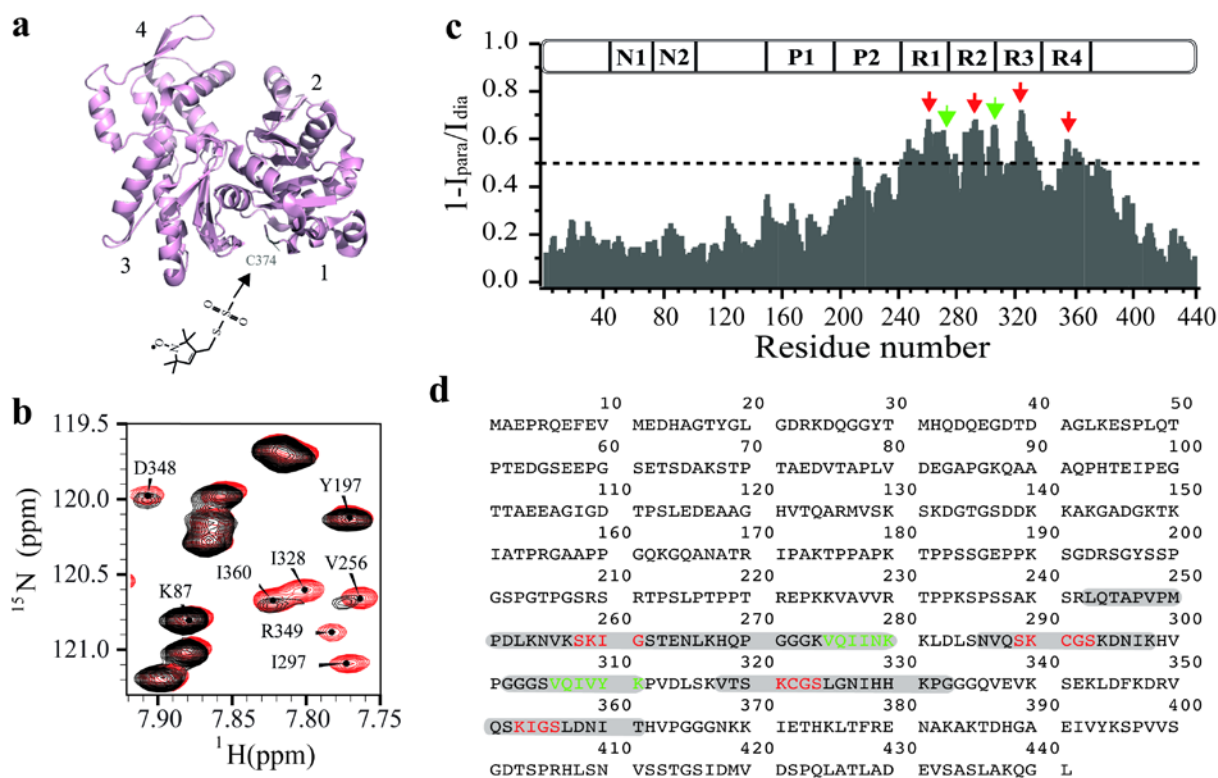 a
4
2
3
1
C374
O
S
O
S
N
•O
b
119.5
120.0
120.5
121.0
15N (ppm)
D348
Y197
I360
I328
V256
K87
R349
I297
7.90 7.85 7.80 7.75
1H(ppm)
c
N1 N2 P1 P2 R1 R2 R3 R4
1.0
0.8
0.6
0.4
0.2
0.0
1-Ipara/Idia
40 80 120 160 200 240 280 320 360 400 440
Residue number
d
10 20 30 40 50
MAEPRQEFEV MEDHAGTYGL GDRKDQGGYT MHQDQEGDTD AGLKESPLQT
60 70 80 90 100
PTEDGSEEPG SETSDAKSTP TAEDVTAPLV DEGAPGKQAA AQPHTEIPEG
110 120 130 140 150
TTAEEAGIGD TPSLEDEAAG HVTQARMVSK SKDGTGSDDK KAKGADGKTK
160 170 180 190 200
IATPRGAAPP GQKGQANATR IPAKTPPAPK TPPSSGEPPK SGDRSGYSSP
210 220 230 240 250
GSPGTPGSRS RTPSLPTPPT REPKKVAVVR TPPKSPSSAK SRLQTAPVPM
260 270 280 290 300
PDLKNVKSKI GSTENLKHQP GGGKVQIINK KLDLSNVQSK CGSKDNIKHV
310 320 330 340 350
PGGGSVQIVY KPVDLSKVTS KCGSLGNIHH KPGGGQVEVK SEKLDFKDRV
360 370 380 390 400
QSKIGSLDNI THVPGGGNKK IETHKLTFRE NAKAKTDHGA EIVYKSPVVS
410 420 430 440
GDTSPRHLSN VSSTGSIDMV DSPQLATLAD EVSASLAKQG L